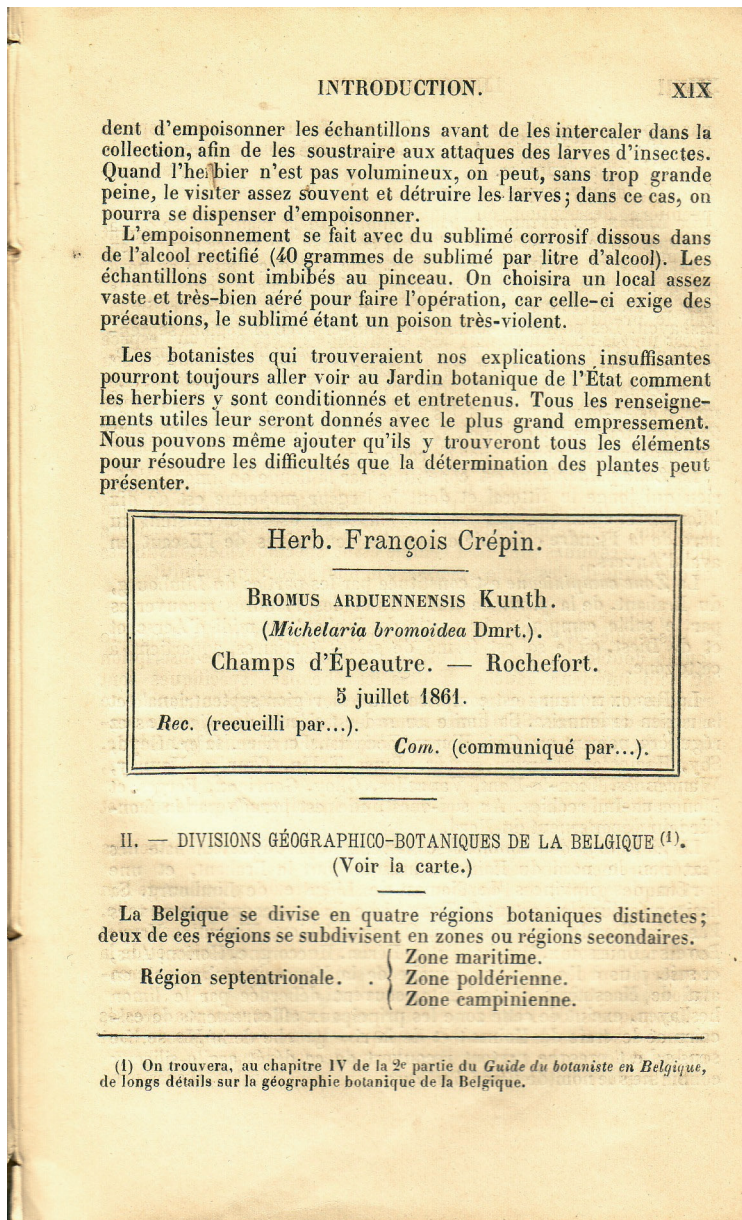 INTRODUCTION. XIX
dent d'empoisonner les échantillons avant de les intercaler dans la
collection, afin de les soustraire aux attaques des larves d'insectes.
Quand l'herbier n'est pas volumineux, on peut, sans trop grande
peine, le visiter assez souvent et détruire les larves; dans ce cas, on
pourra se dispenser d'empoisonner.
L'empoisonnement se fait avec du sublimé corrosif dissous dans
de l'alcool rectifié (40 grammes de sublimé par litre d'alcool). Les
échantillons sont imbibés au pinceau. On choisira un local assez
vaste et très-bien aéré pour faire l'opération, car celle-ci exige des
précautions, le sublimé étant un poison très-violent.
Les botanistes qui trouveraient nos explications insuffisantes
pourront toujours aller voir au Jardin botanique de l'État comment
les herbiers y sont conditionnés et entretenus. Tous les renseigne-
ments utiles leur seront donnés avec le plus grand empressement.
Nous pouvons même ajouter qu'ils y trouveront tous les éléments
pour résoudre les difficultés que la détermination des plantes peut
présenter.
Herb. François Crépin.
BROMUS ARDUENNENSIS Kunth.
(Michelaria bromoidea Dmrt.).
Champs d'Épeautre. — Rochefort.
5 juillet 1861.
Rec. (recueilli par...).
Com. (communiqué par...).
II. — DIVISIONS GÉOGRAPHICO-BOTANIQUES DE LA BELGIQUE (1).
(Voir la carte.)
La Belgique se divise en quatre régions botaniques distinctes;
deux de ces régions se subdivisent en zones ou régions secondaires.
Zone maritime.
Région septentrionale. . { Zone poldérienne.
Zone campinienne.
(1) On trouvera, au chapitre IV de la 2e partie du Guide du botaniste en Belgique,
de longs détails sur la géographie botanique de la Belgique.